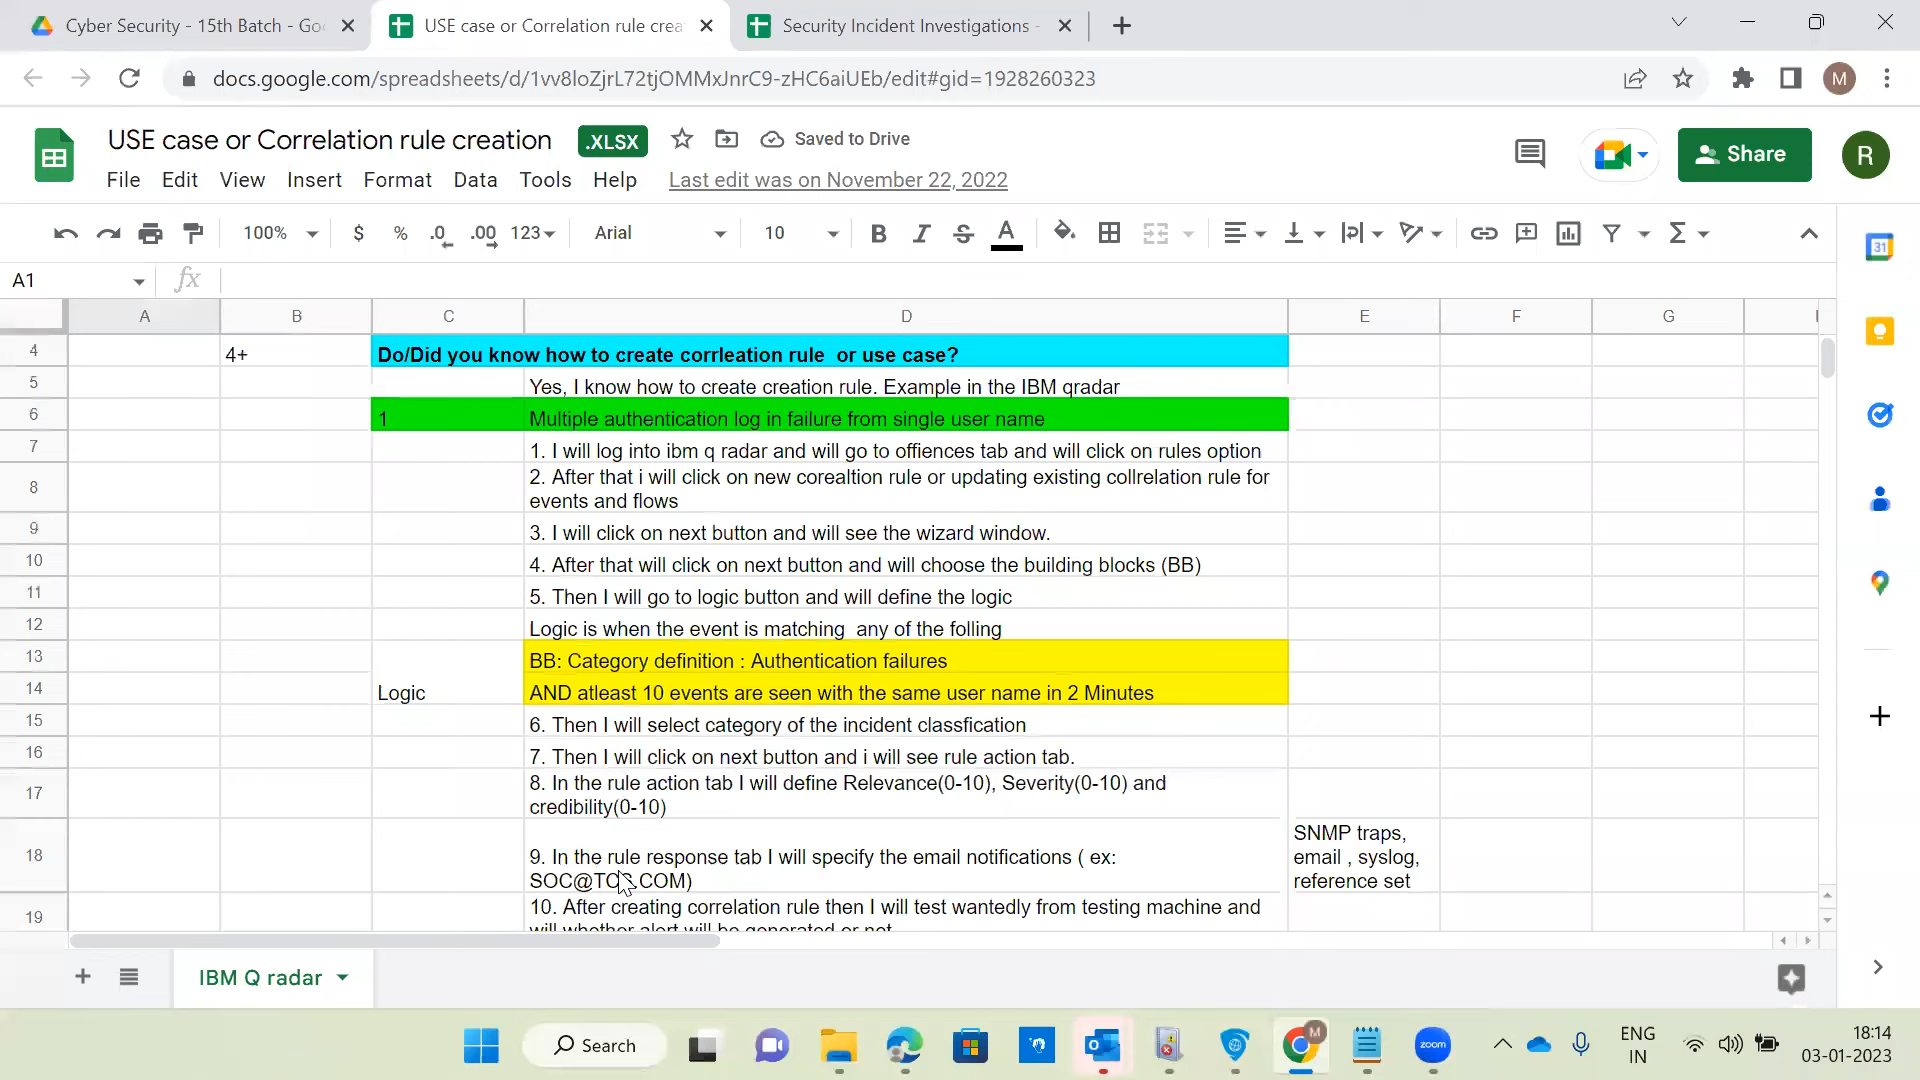 Cyber Security - 15th Batch - Go
USE case or Correlation rule crea
Security Incident Investigations -
docs.google.com/spreadsheets/d/1vv8loZjrL72tjOMMxJnrC9-zHC6aiUEb/edit#gid=1928260323
M
USE case or Correlation rule creation
.XLSX
Saved to Drive
Share
R
File Edit View Insert Format Data Tools Help Last edit was on November 22, 2022
100% $ % .0 .00 123 Arial 10 B I S A
31
A1 fx
A B C D E F G
4 4+ Do/Did you know how to create corrleation rule or use case?
5 Yes, I know how to create creation rule. Example in the IBM qradar
6 1 Multiple authentication log in failure from single user name
7 1. I will log into ibm q radar and will go to offiences tab and will click on rules option
8 2. After that i will click on new corealtion rule or updating existing collrelation rule for
events and flows
9 3. I will click on next button and will see the wizard window.
10 4. After that will click on next button and will choose the building blocks (BB)
11 5. Then I will go to logic button and will define the logic
12 Logic is when the event is matching any of the folling
13 BB: Category definition : Authentication failures
14 Logic AND atleast 10 events are seen with the same user name in 2 Minutes
15 6. Then I will select category of the incident classfication
16 7. Then I will click on next button and i will see rule action tab.
17 8. In the rule action tab I will define Relevance(0-10), Severity(0-10) and
credibility(0-10)
18 9. In the rule response tab I will specify the email notifications ( ex:
SOC@TCS.COM)
SNMP traps,
email , syslog,
reference set
19 10. After creating correlation rule then I will test wantedly from testing machine and
will whether alert will be generated or not
IBM Q radar
Search
zoom
M
ENG
IN
18:14
03-01-2023